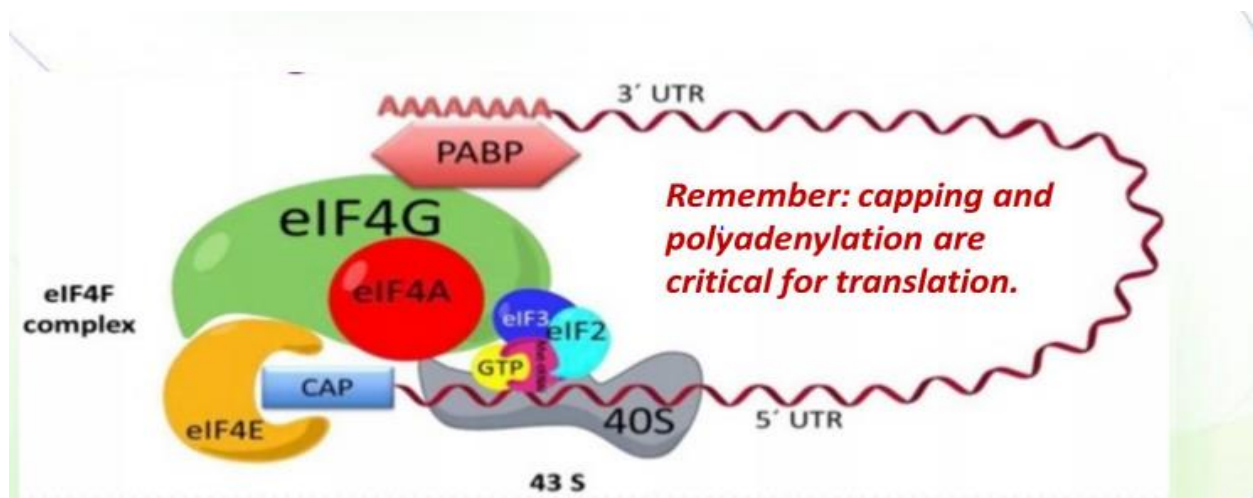 3´ UTR
AAAAAAAA
PABP
Remember: capping and
polyadenylation are
critical for translation.
eIF4G
eIF4A
eIF4F
complex
eIF3
eIF2
GTP
CAP
40S
5´ UTR
eIF4E
43 S